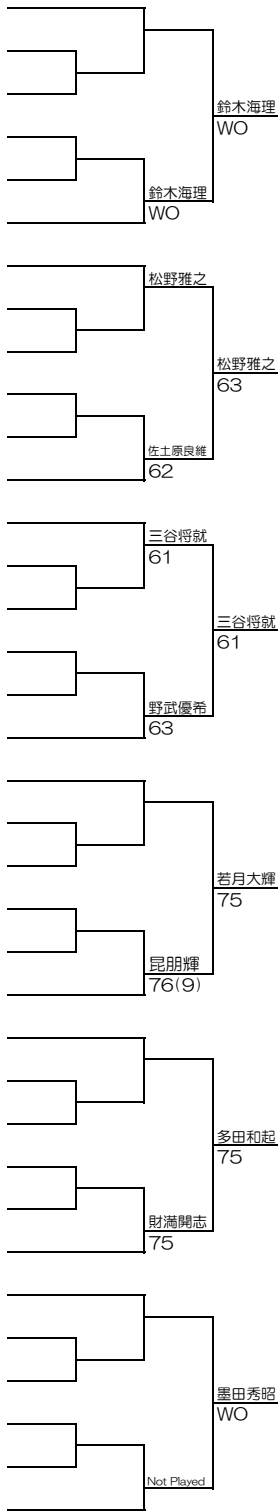 鈴木海理
WO
鈴木海理
WO
松野雅之
松野雅之
63
佐土原良維
62
三谷将就
61
三谷将就
61
野武優希
63
若月大輝
75
昆朋輝
76(9)
多田和起
75
財満開志
75
墨田秀昭
WO
Not Played